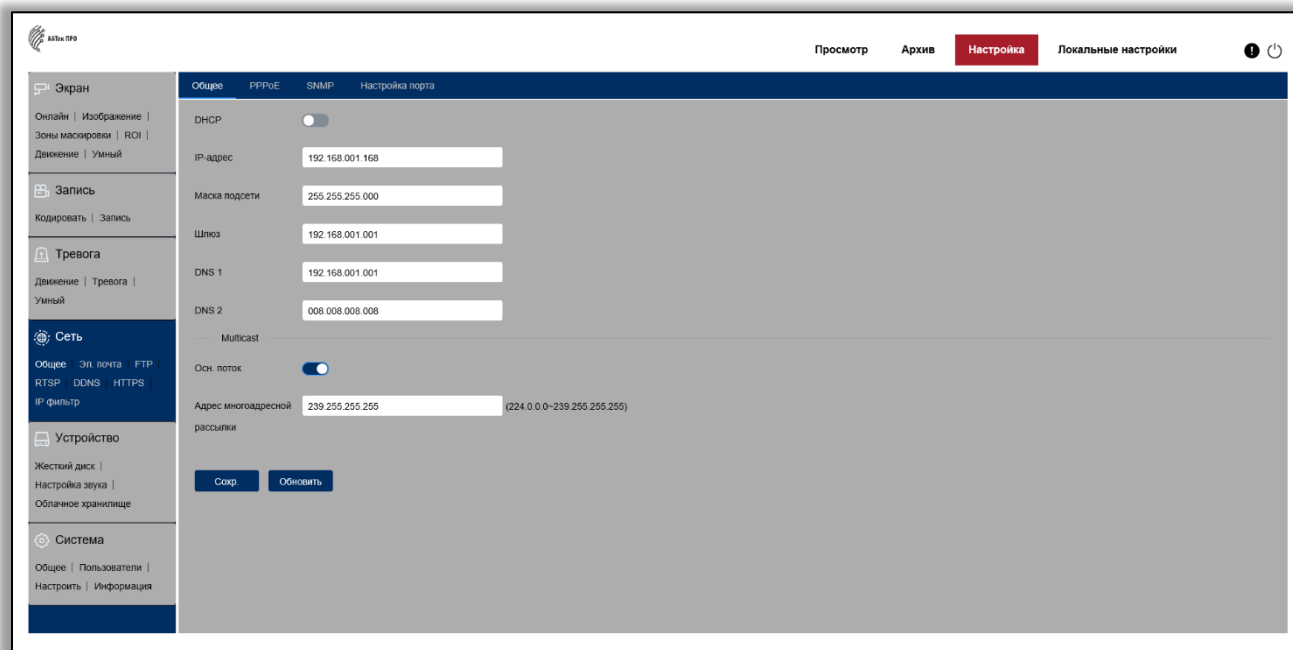 АйТек ПРО
Просмотр Архив Настройка Локальные настройки
Экран
Онлайн | Изображение |
Зоны маскировки | ROI |
Движение | Умный
Запись
Кодировать | Запись
Тревога
Движение | Тревога |
Умный
Сеть
Общее | Эл. почта | FTP |
RTSP | DDNS | HTTPS |
IP фильтр
Устройство
Жесткий диск |
Настройка звука |
Облачное хранилище
Система
Общее | Пользователи |
Настроить | Информация
Общее PPPoE SNMP Настройка порта
DHCP
IP-адрес 192.168.001.168
Маска подсети 255.255.255.000
Шлюз 192.168.001.001
DNS 1 192.168.001.001
DNS 2 008.008.008.008
Multicast
Осн. поток
Адрес многоадресной 239.255.255.255 (224.0.0.0~239.255.255.255)
рассылки
Сохр. Обновить